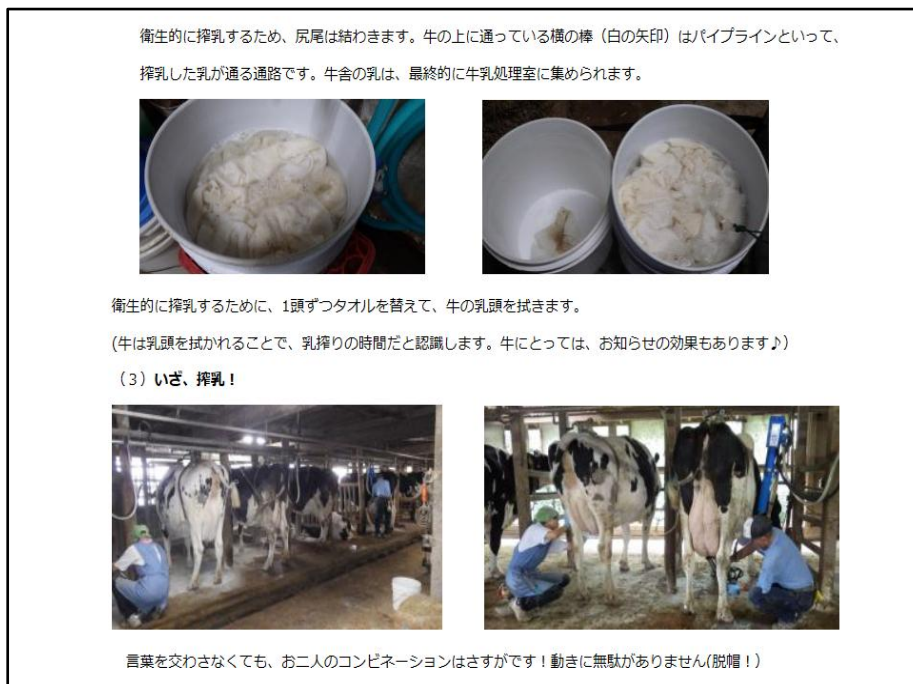 衛生的に搾乳するため、尻尾は結わきます。牛の上に通っている横の棒（白の矢印）はパイプラインといって、
搾乳した乳が通る通路です。牛舎の乳は、最終的に牛乳処理室に集められます。
衛生的に搾乳するために、1頭ずつタオルを替えて、牛の乳頭を拭きます。
(牛は乳頭を拭かれることで、乳搾りの時間だと認識します。牛にとっては、お知らせの効果もあります♪)
（3）いざ、搾乳！
言葉を交わさなくても、お二人のコンビネーションはさすがです！動きに無駄がありません(脱帽！)